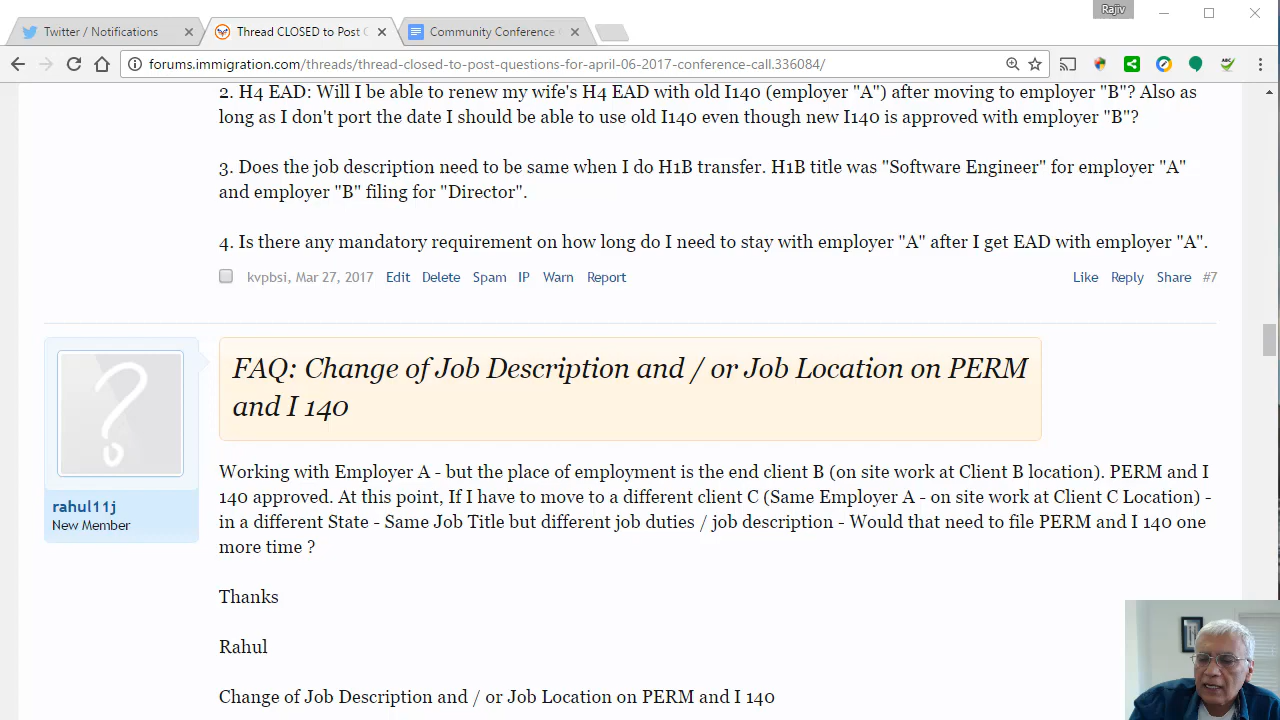 Rajiv
Twitter / Notifications
Thread CLOSED to Post
Community Conference
forums.immigration.com/threads/thread-closed-to-post-questions-for-april-06-2017-conference-call.336084/
2. H4 EAD: Will I be able to renew my wife's H4 EAD with old I140 (employer "A") after moving to employer "B"? Also as
long as I don't port the date I should be able to use old I140 even though new I140 is approved with employer "B"?
3. Does the job description need to be same when I do H1B transfer. H1B title was "Software Engineer" for employer "A"
and employer "B" filing for "Director".
4. Is there any mandatory requirement on how long do I need to stay with employer "A" after I get EAD with employer "A".
kvpbsi, Mar 27, 2017 Edit Delete Spam IP Warn Report Like Reply Share #7
FAQ: Change of Job Description and / or Job Location on PERM
and I 140
Working with Employer A - but the place of employment is the end client B (on site work at Client B location). PERM and I
140 approved. At this point, If I have to move to a different client C (Same Employer A - on site work at Client C Location) -
in a different State - Same Job Title but different job duties / job description - Would that need to file PERM and I 140 one
more time ?
rahul11j
New Member
Thanks
Rahul
Change of Job Description and / or Job Location on PERM and I 140